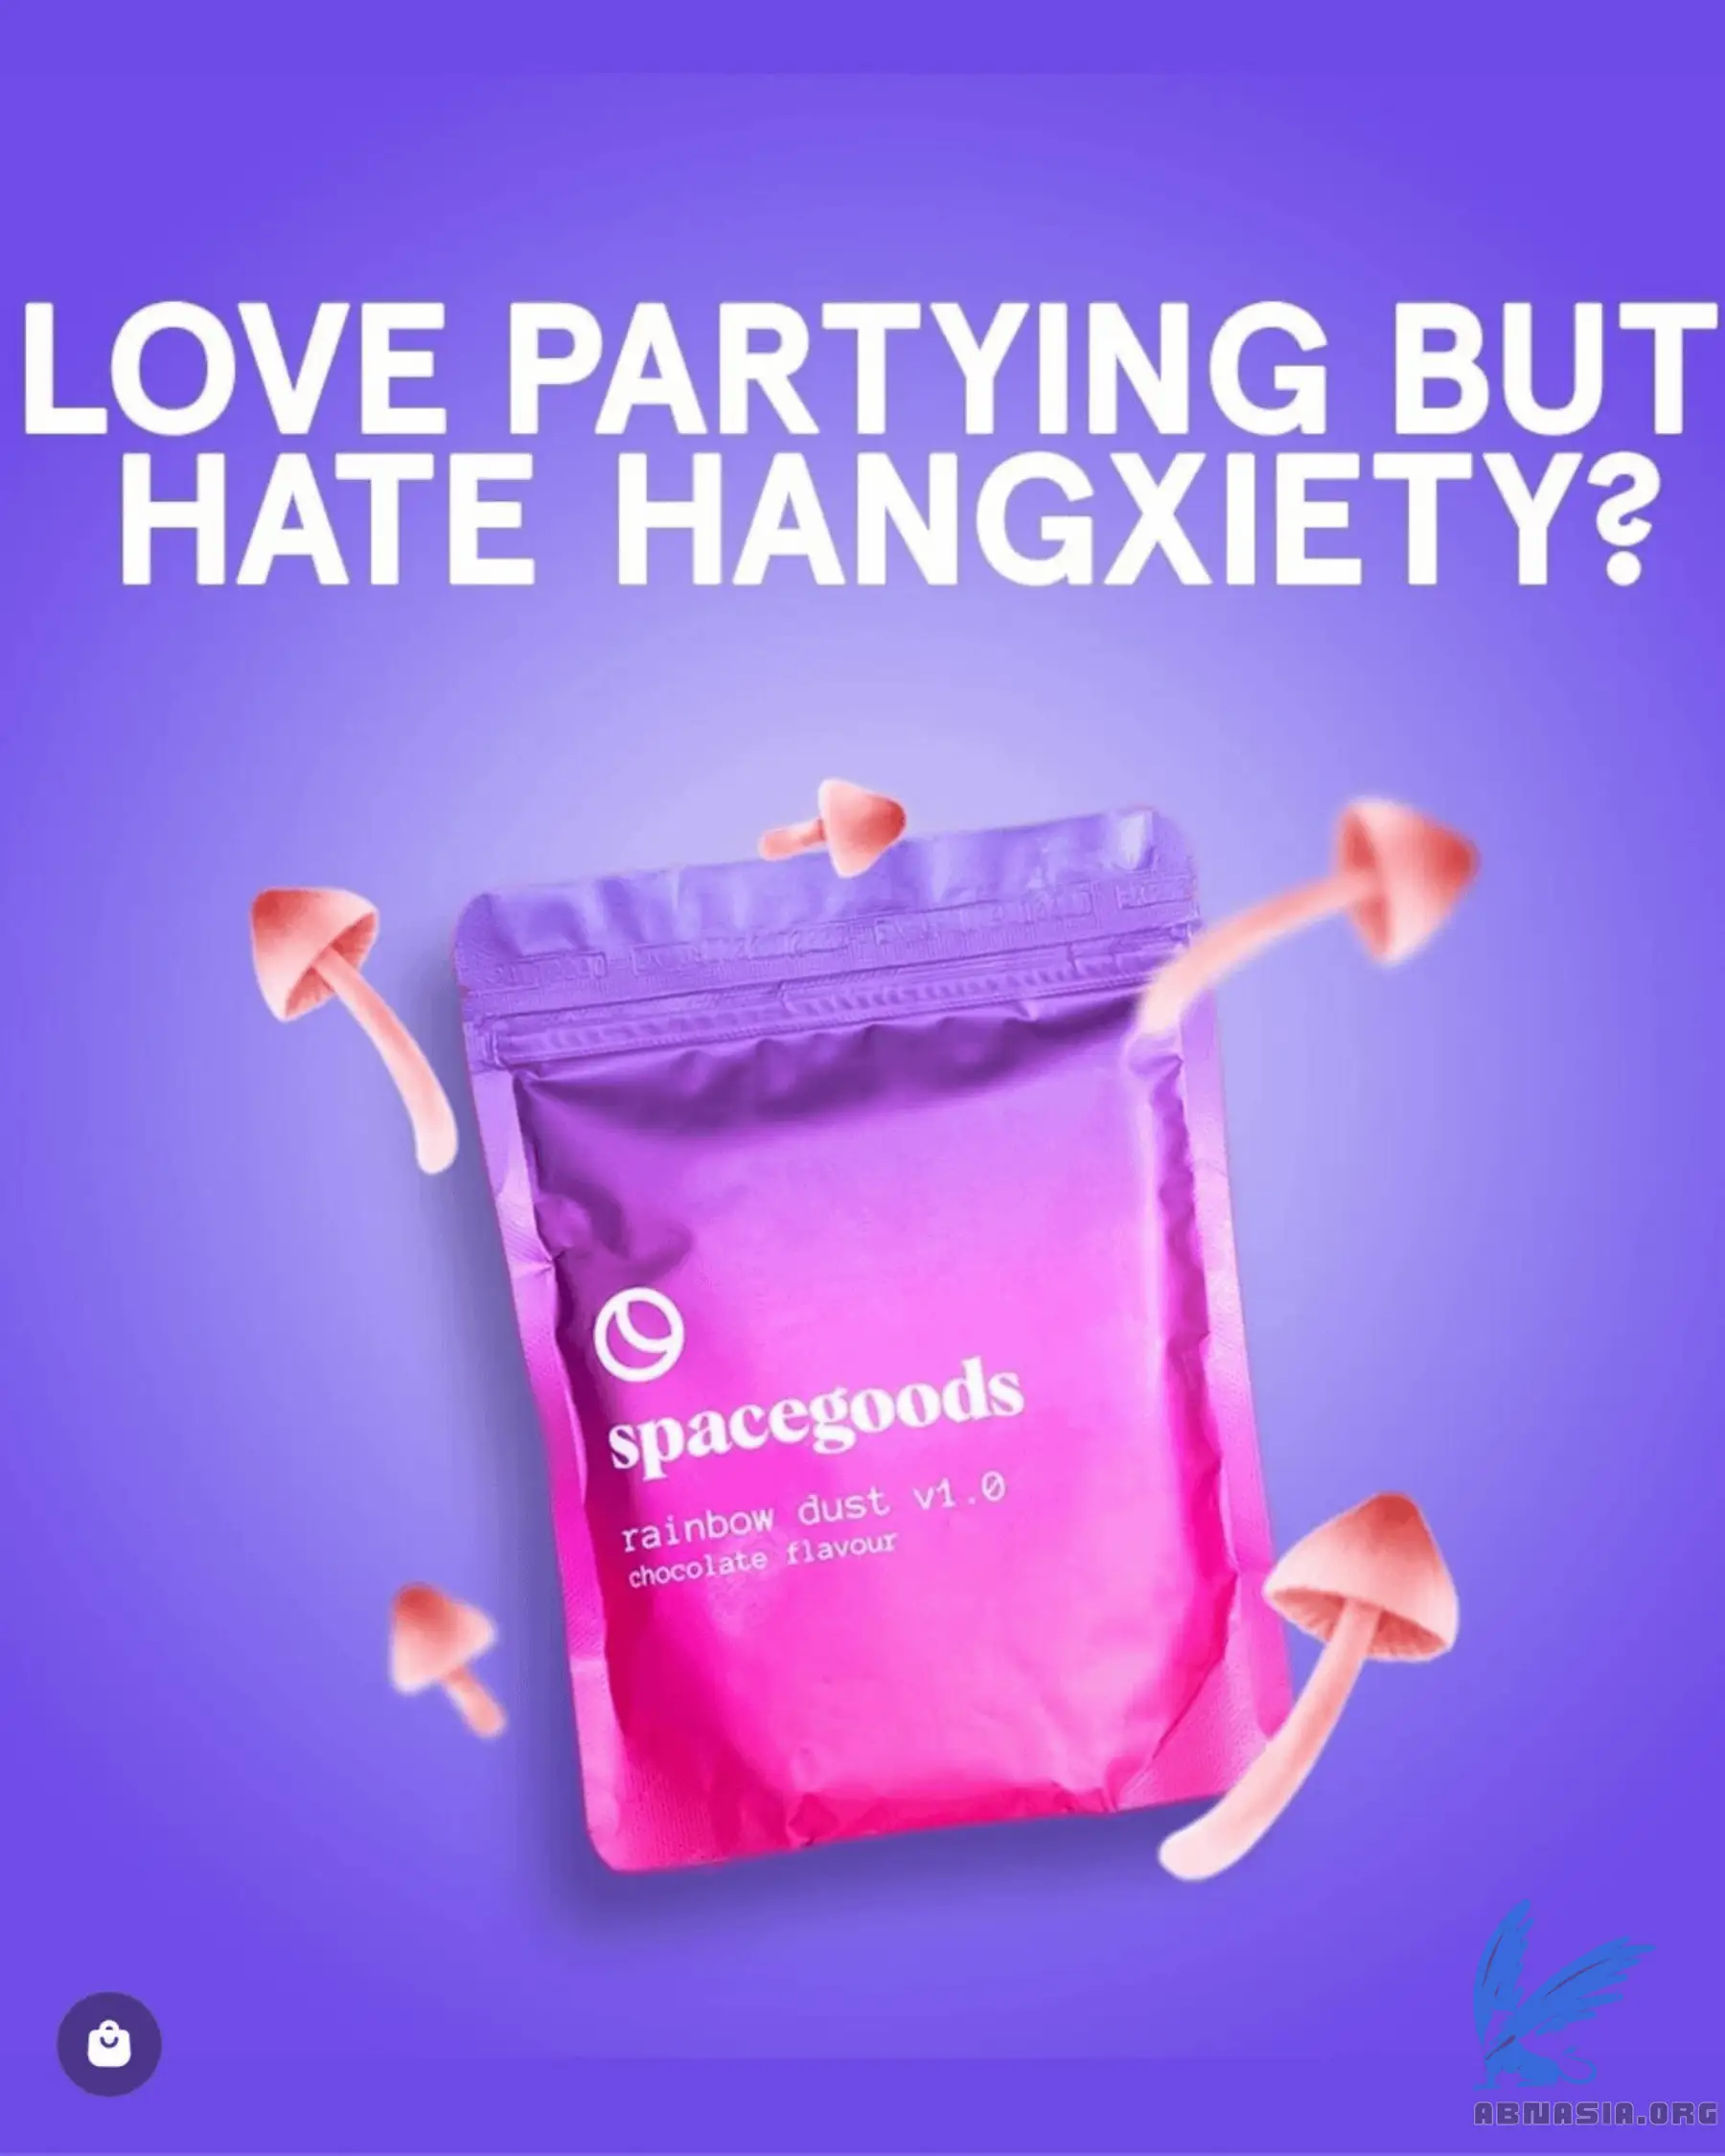 LOVE PARTYING BUT
HATE HANGXIETY?
spacegoods
rainbow dust v1.0
chocolate flavour
ABNASIA.ORG